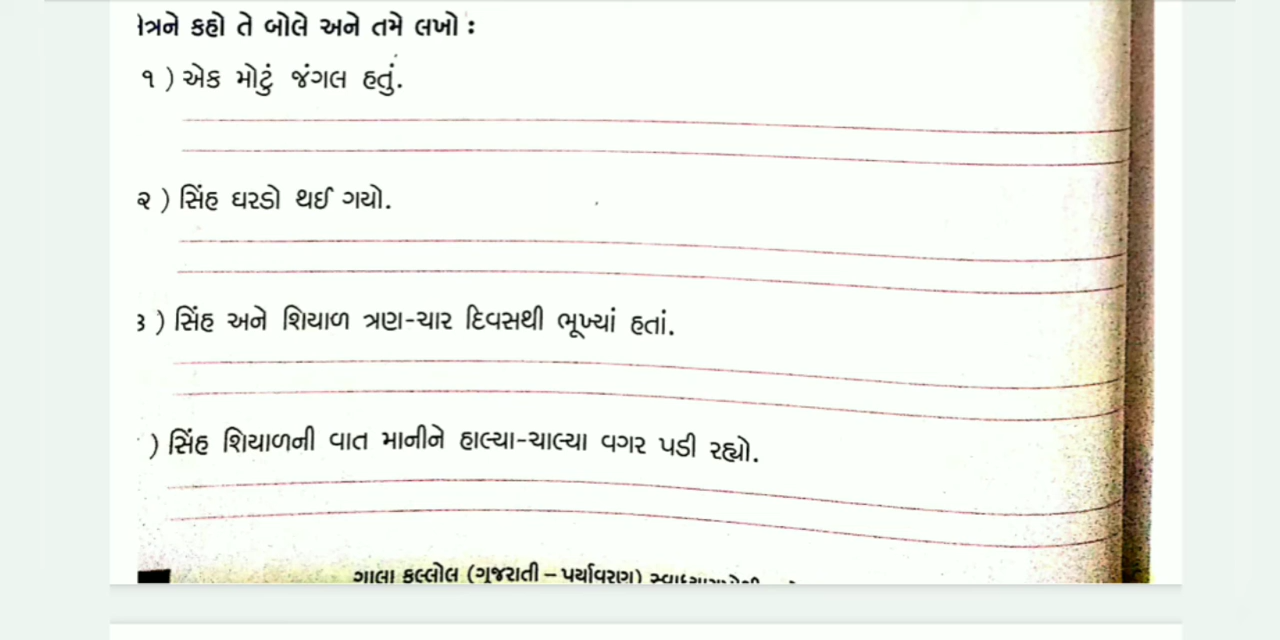 કહો તે બોલે અને તમે લખો :
૧ ) એક મોટું જંગલ હતું.
૨ ) સિંહ ઘરડો થઈ ગયો.
૩ ) સિંહ અને શિયાળ ત્રણ-ચાર દિવસથી ભૂખ્યાં હતાં.
) સિંહ શિયાળની વાત માનીને હાલ્યા-ચાલ્યા વગર પડી રહ્યો.
ગાલા કલ્લોલ (ગુજરાતી – પર્યાવરણ)